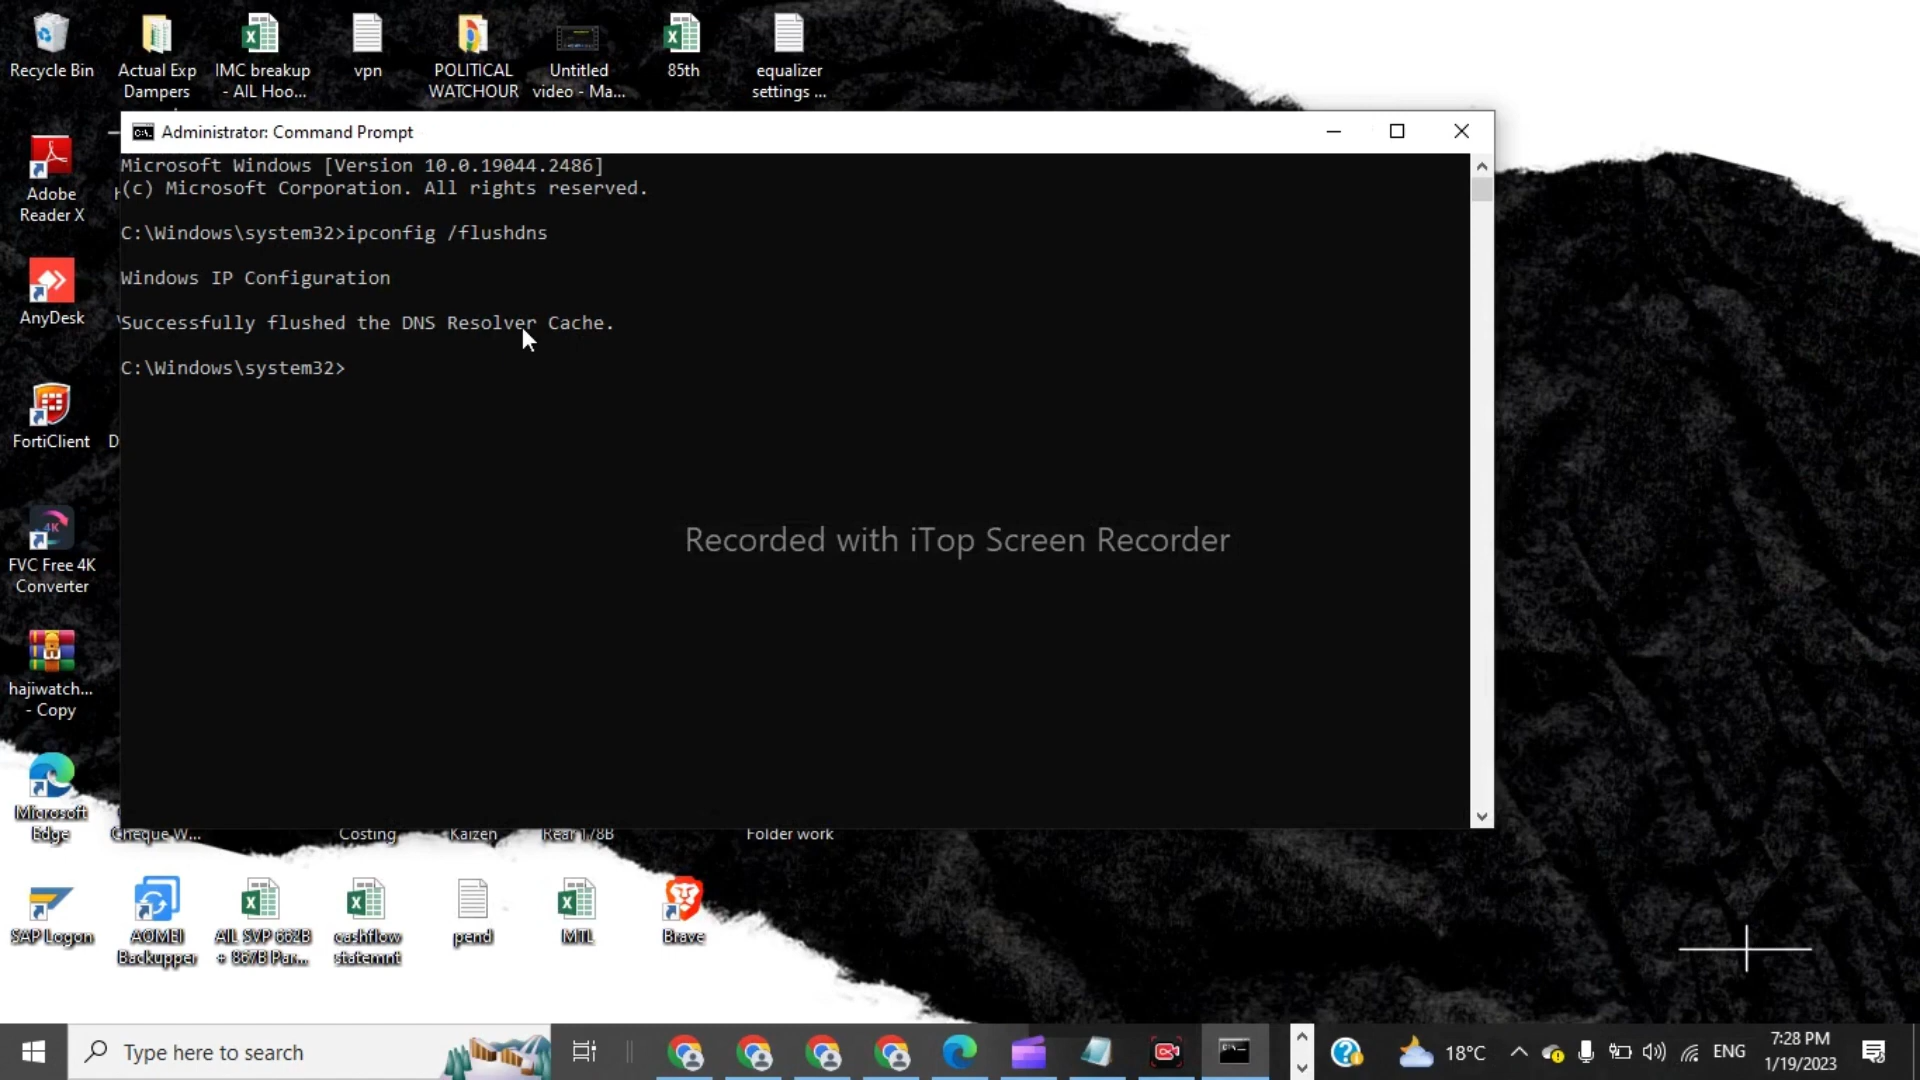 Recycle Bin
Actual Exp
Dampers
IMC breakup
- AIL Hoo...
vpn
POLITICAL
WATCHOUR
Untitled
video - Ma...
85th
equalizer
settings ...
Administrator: Command Prompt
Microsoft Windows [Version 10.0.19044.2486]
(c) Microsoft Corporation. All rights reserved.
C:\Windows\system32>ipconfig /flushdns
Windows IP Configuration
Successfully flushed the DNS Resolver Cache.
C:\Windows\system32>
Recorded with iTop Screen Recorder
Adobe
Reader X
AnyDesk
FortiClient
FVC Free 4K
Converter
hajiwatch...
- Copy
Microsoft
Edge
Cheque W...
Costing
Kaizen
Rear 178B
Folder work
SAP Logon
AOMEI
Backupper
AIL SVP 662B
+ 867B Par...
cashflow
statemnt
pend
MTL
Brave
Type here to search
18°C
ENG
7:28 PM
1/19/2023